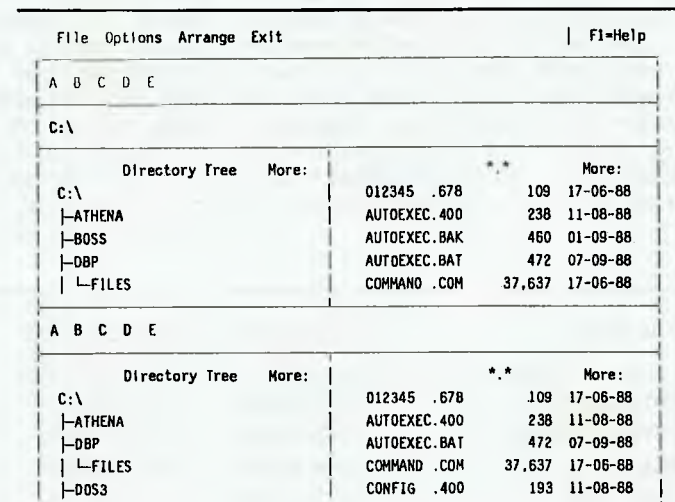 File Options Arrange Exit | F1=Help
A B C D E
C:\
Directory Tree More: *.* More:
C:\ 012345 .678 109 17-06-88
├─ATHENA AUTOEXEC.400 238 11-08-88
├─BOSS AUTOEXEC.BAK 460 01-09-88
├─DBP AUTOEXEC.BAT 472 07-09-88
│ └─FILES COMMAND .COM 37,637 17-06-88
A B C D E
Directory Tree More: *.* More:
C:\ 012345 .678 109 17-06-88
├─ATHENA AUTOEXEC.400 238 11-08-88
├─DBP AUTOEXEC.BAT 472 07-09-88
│ └─FILES COMMAND .COM 37,637 17-06-88
├─DOS3 CONFIG .400 193 11-08-88